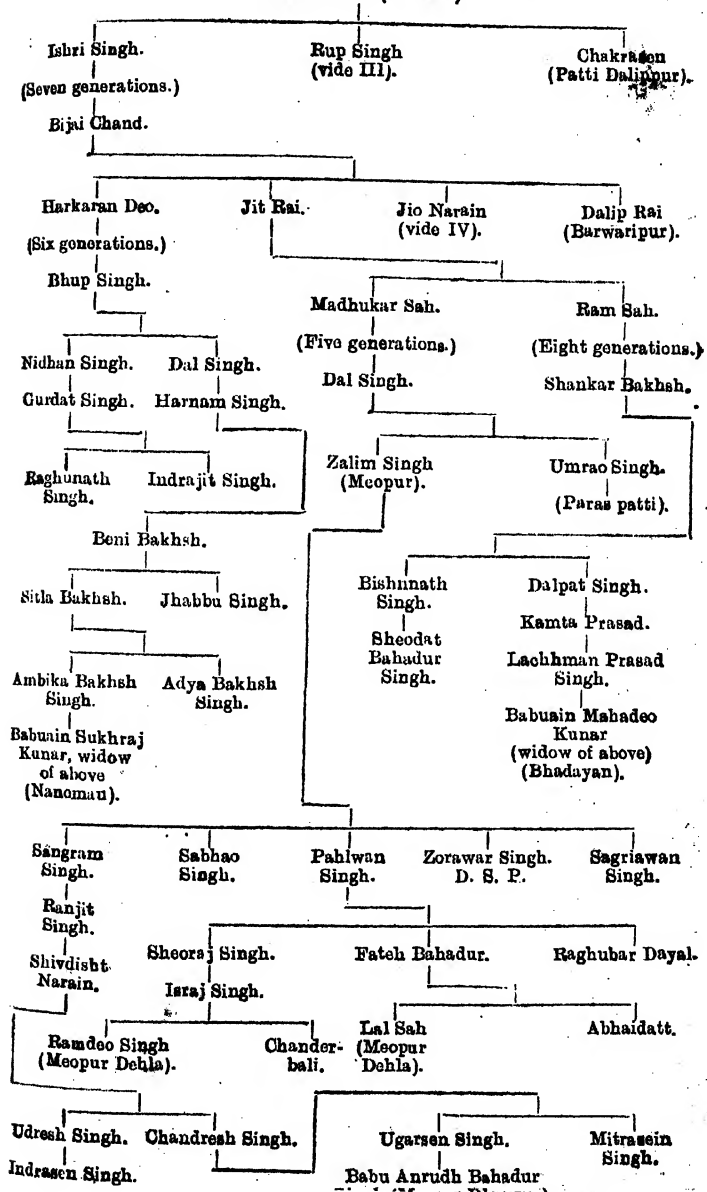 Ishri Singh.
Rup Singh
(vide III).
Chakrasen
(Patti Dalippur).
(Seven generations.)
Bijai Chand.
Harkaran Deo.
Jit Rai.
Jio Narain
(vide IV).
Dalip Rai
(Barwaripur).
(Six generations.)
Bhup Singh.
Madhukar Sah.
Ram Sah.
(Five generations.)
(Eight generations.)
Nidhan Singh.
Dal Singh.
Dal Singh.
Shankar Bakhsh.
Gurdat Singh.
Harnam Singh.
Raghunath
Singh.
Indrajit Singh.
Zalim Singh
(Meopur).
Umrao Singh.
(Paras patti).
Beni Bakhsh.
Sitla Bakhsh.
Jhabbu Singh.
Bishunath
Singh.
Sheodat
Bahadur
Singh.
Dalpat Singh.
Kamta Prasad.
Lachhman Prasad
Singh.
Babuain Mahadeo
Kunar
(widow of above)
(Bhadayan).
Ambika Bakhsh
Singh.
Adya Bakhsh
Singh.
Babuain Sukhraj
Kunar, widow
of above
(Nanemau).
Sangram
Singh.
Sabhao
Singh.
Pahlwan
Singh.
Zorawar Singh.
D. S. P.
Sagriawan
Singh.
Ranjit
Singh.
Shivdisht
Narain.
Sheoraj Singh.
Fateh Bahadur.
Raghubar Dayal.
Israj Singh.
Ramdeo Singh
(Meopur Dehla).
Chander-
bali.
Lal Sah
(Meopur
Dehla).
Abhaidatt.
Udresh Singh.
Chandresh Singh.
Ugarsen Singh.
Mitrasein
Singh.
Indrasen Singh.
Babu Anrudh Bahadur